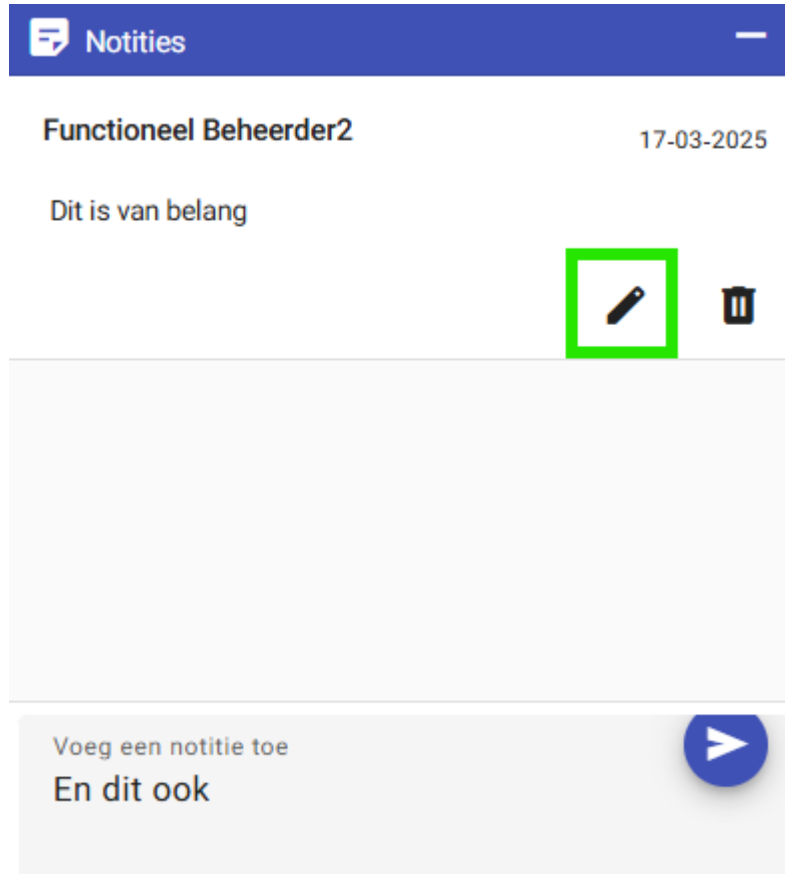 Notities
Functioneel Beheerder2
17-03-2025
Dit is van belang
Voeg een notitie toe
En dit ook